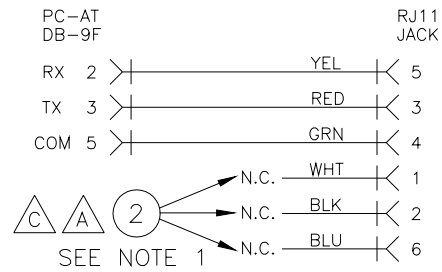 PC-AT RJ11
DB-9F JACK
RX 2 YEL 5
TX 3 RED 3
COM 5 GRN 4
N.C. WHT 1
C A 2 N.C. BLK 2
N.C. BLU 6
SEE NOTE 1